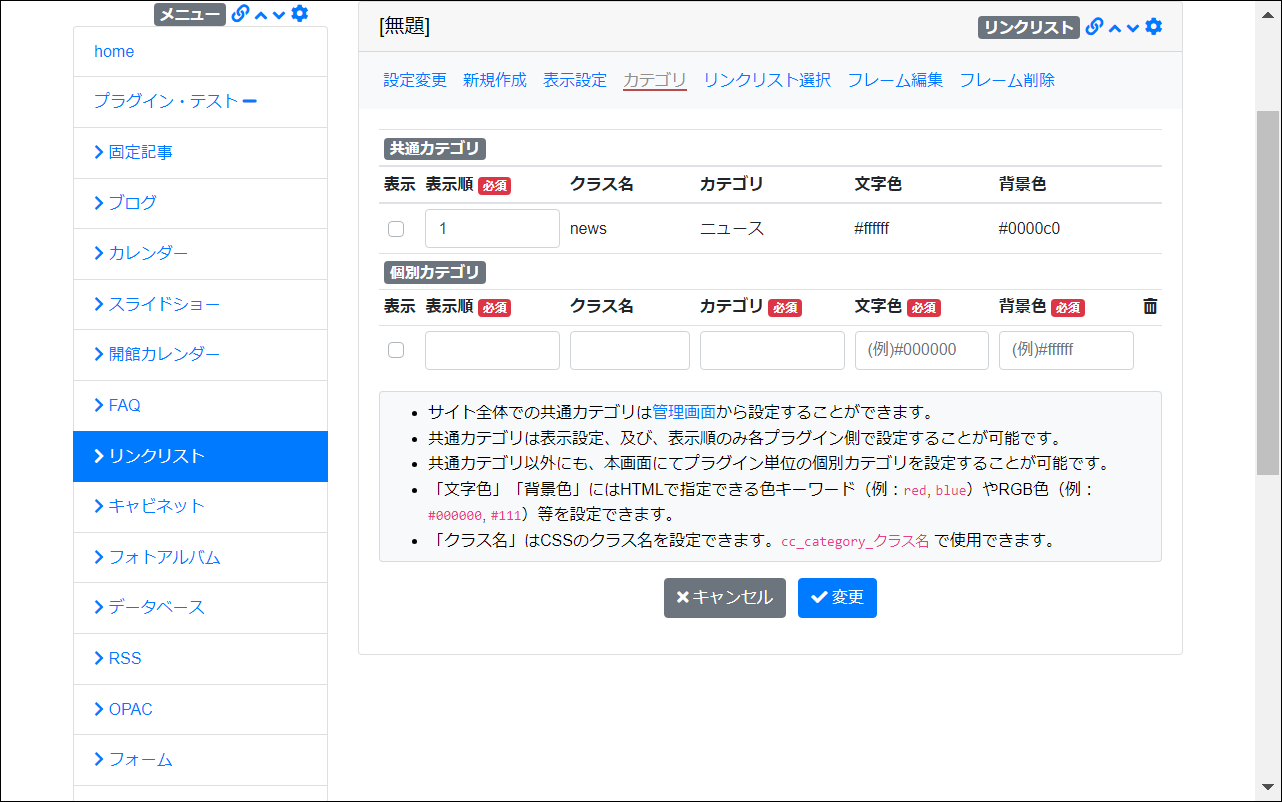 メニュー
home
プラグイン・テスト
固定記事
ブログ
カレンダー
スライドショー
開館カレンダー
FAQ
リンクリスト
キャビネット
フォトアルバム
データベース
RSS
OPAC
フォーム
[無題] リンクリスト
設定変更 新規作成 表示設定 カテゴリ リンクリスト選択 フレーム編集 フレーム削除
共通カテゴリ
表示 表示順 必須 クラス名 カテゴリ 文字色 背景色
1 news ニュース #ffffff #0000c0
個別カテゴリ
表示 表示順 必須 クラス名 カテゴリ 必須 文字色 必須 背景色 必須
(例)#000000 (例)#ffffff
サイト全体での共通カテゴリは管理画面から設定することができます。
共通カテゴリは表示設定、及び、表示順のみ各プラグイン側で設定することが可能です。
共通カテゴリ以外にも、本画面にてプラグイン単位の個別カテゴリを設定することが可能です。
「文字色」「背景色」にはHTMLで指定できる色キーワード（例：red, blue）やRGB色（例：
#000000, #111）等を設定できます。
「クラス名」はCSSのクラス名を設定できます。cc_category_クラス名 で使用できます。
キャンセル 変更